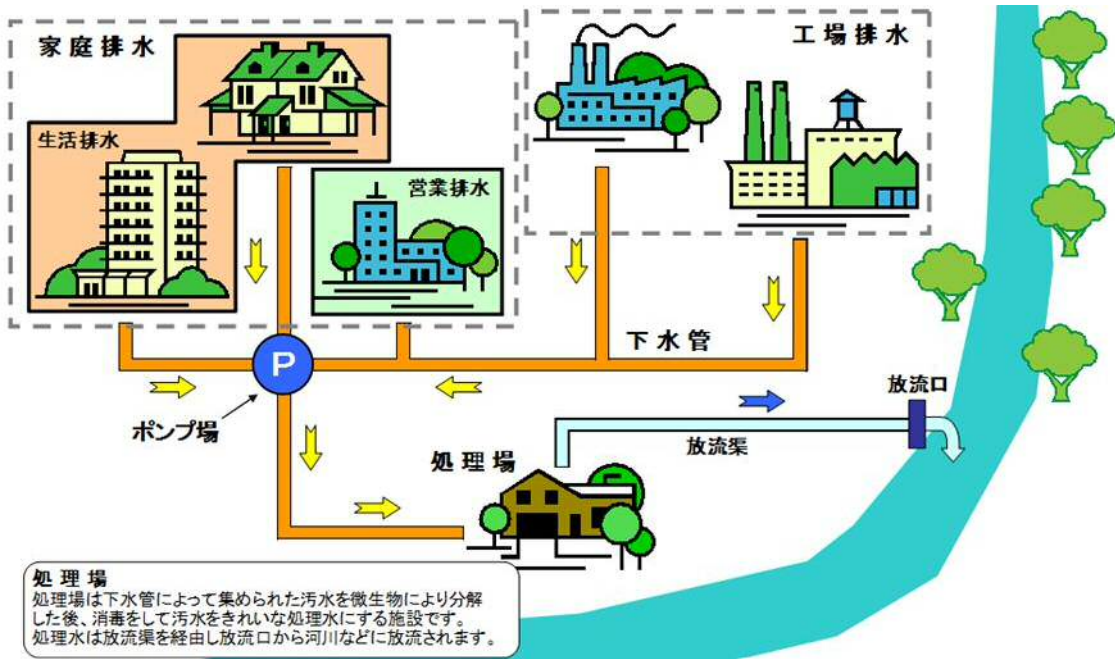 家庭排水
工場排水
生活排水
営業排水
下水管
P
ポンプ場
放流口
放流渠
処理場
処理場
処理場は下水管によって集められた汚水を微生物により分解
した後、消毒をして汚水をきれいな処理水にする施設です。
処理水は放流渠を経由し放流口から河川などに放流されます。